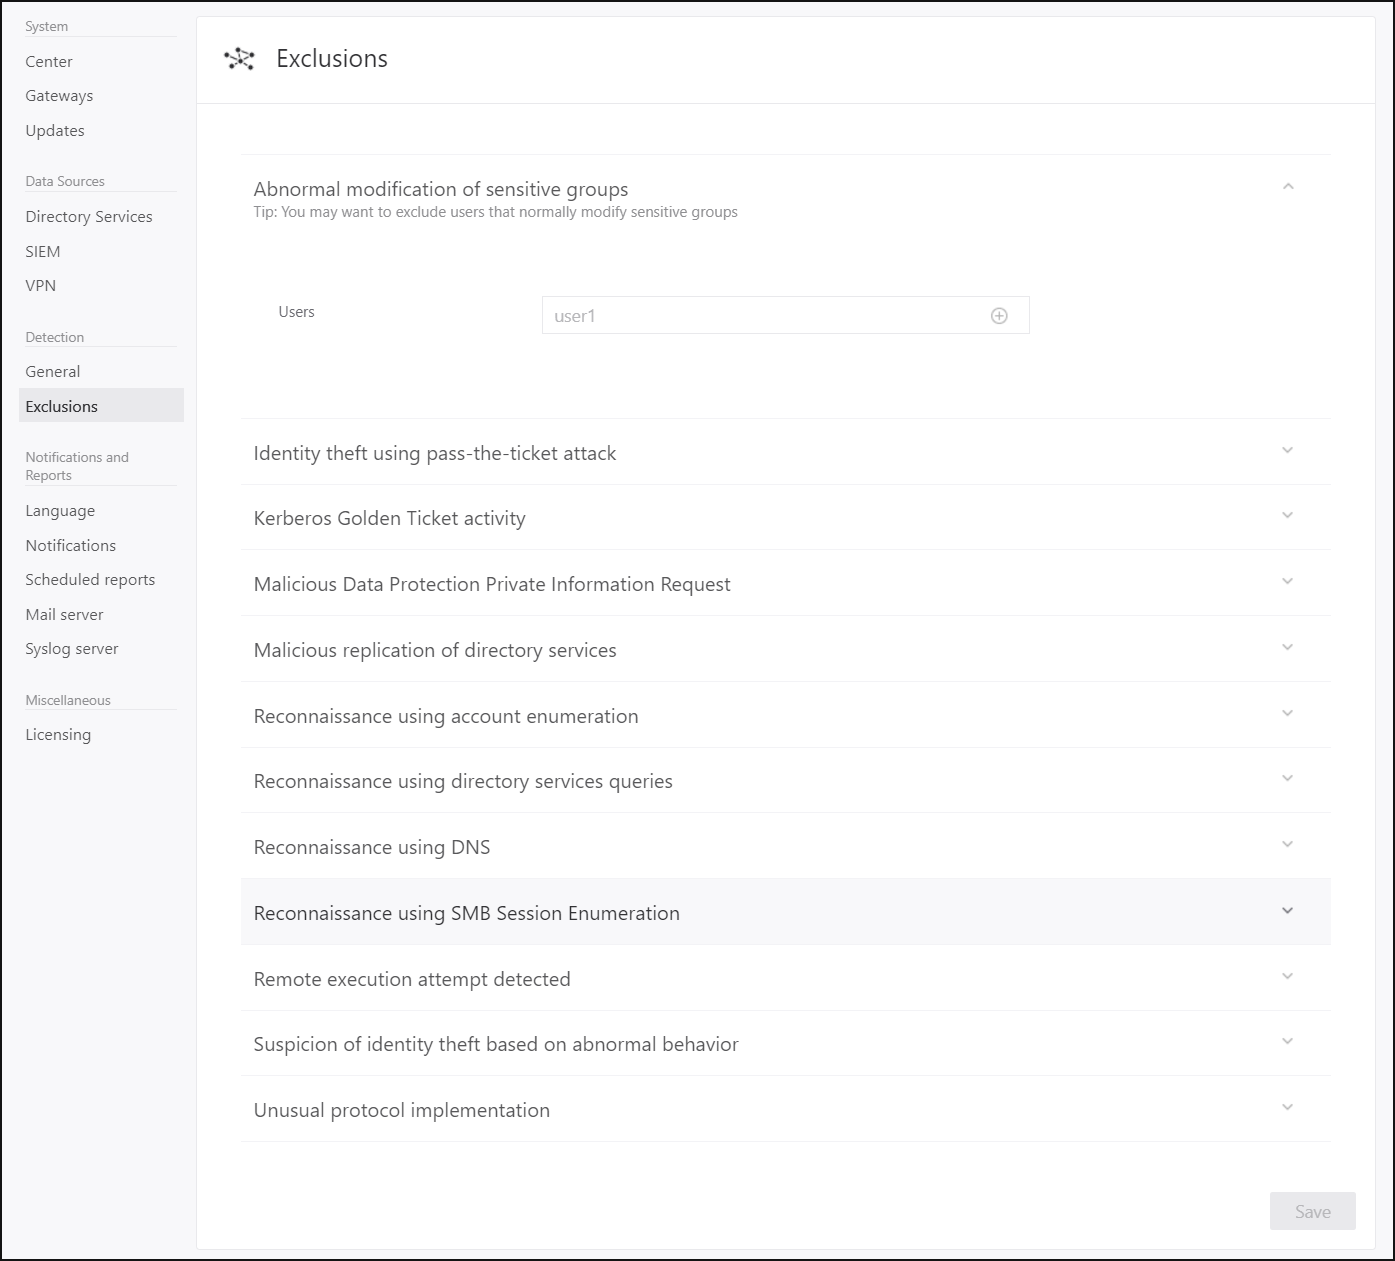 System
Center
Gateways
Updates
Data Sources
Directory Services
SIEM
VPN
Detection
General
Exclusions
Notifications and
Reports
Language
Notifications
Scheduled reports
Mail server
Syslog server
Miscellaneous
Licensing
Exclusions
Abnormal modification of sensitive groups
Tip: You may want to exclude users that normally modify sensitive groups
Users
user1
Identity theft using pass-the-ticket attack
Kerberos Golden Ticket activity
Malicious Data Protection Private Information Request
Malicious replication of directory services
Reconnaissance using account enumeration
Reconnaissance using directory services queries
Reconnaissance using DNS
Reconnaissance using SMB Session Enumeration
Remote execution attempt detected
Suspicion of identity theft based on abnormal behavior
Unusual protocol implementation
Save